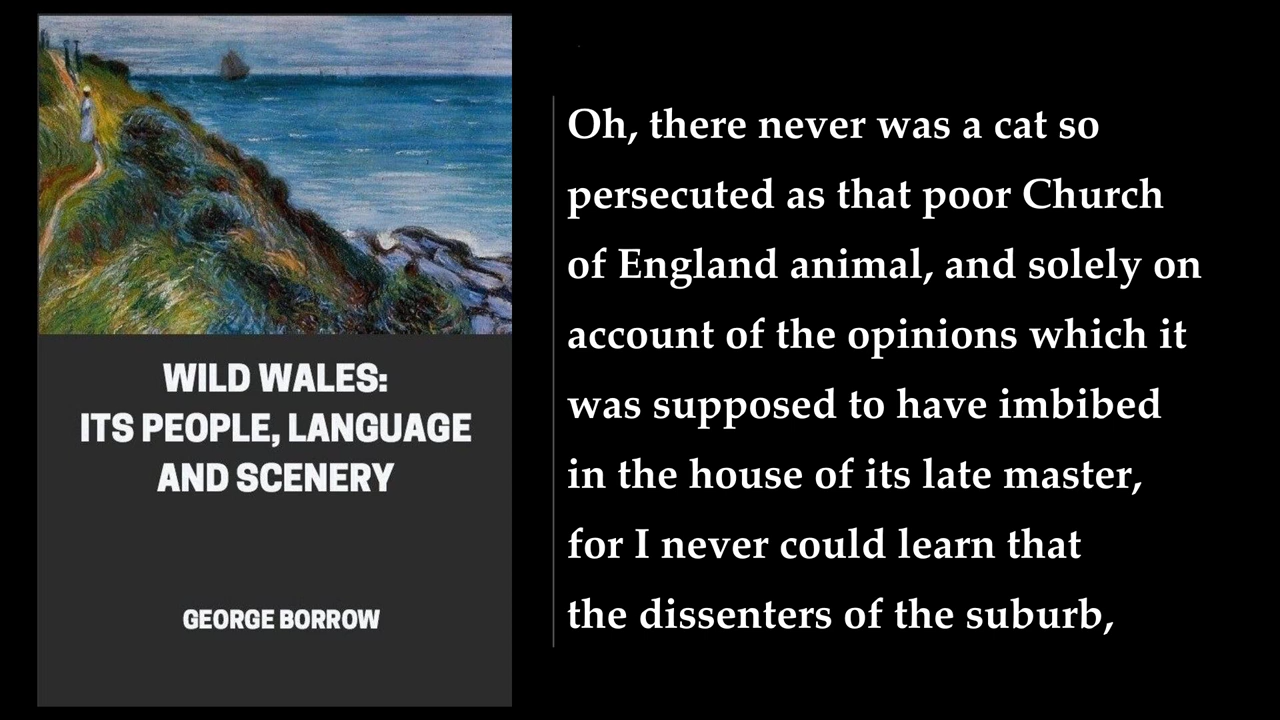 WILD WALES:
ITS PEOPLE, LANGUAGE
AND SCENERY
GEORGE BORROW
Oh, there never was a cat so
persecuted as that poor Church
of England animal, and solely on
account of the opinions which it
was supposed to have imbibed
in the house of its late master,
for I never could learn that
the dissenters of the suburb,